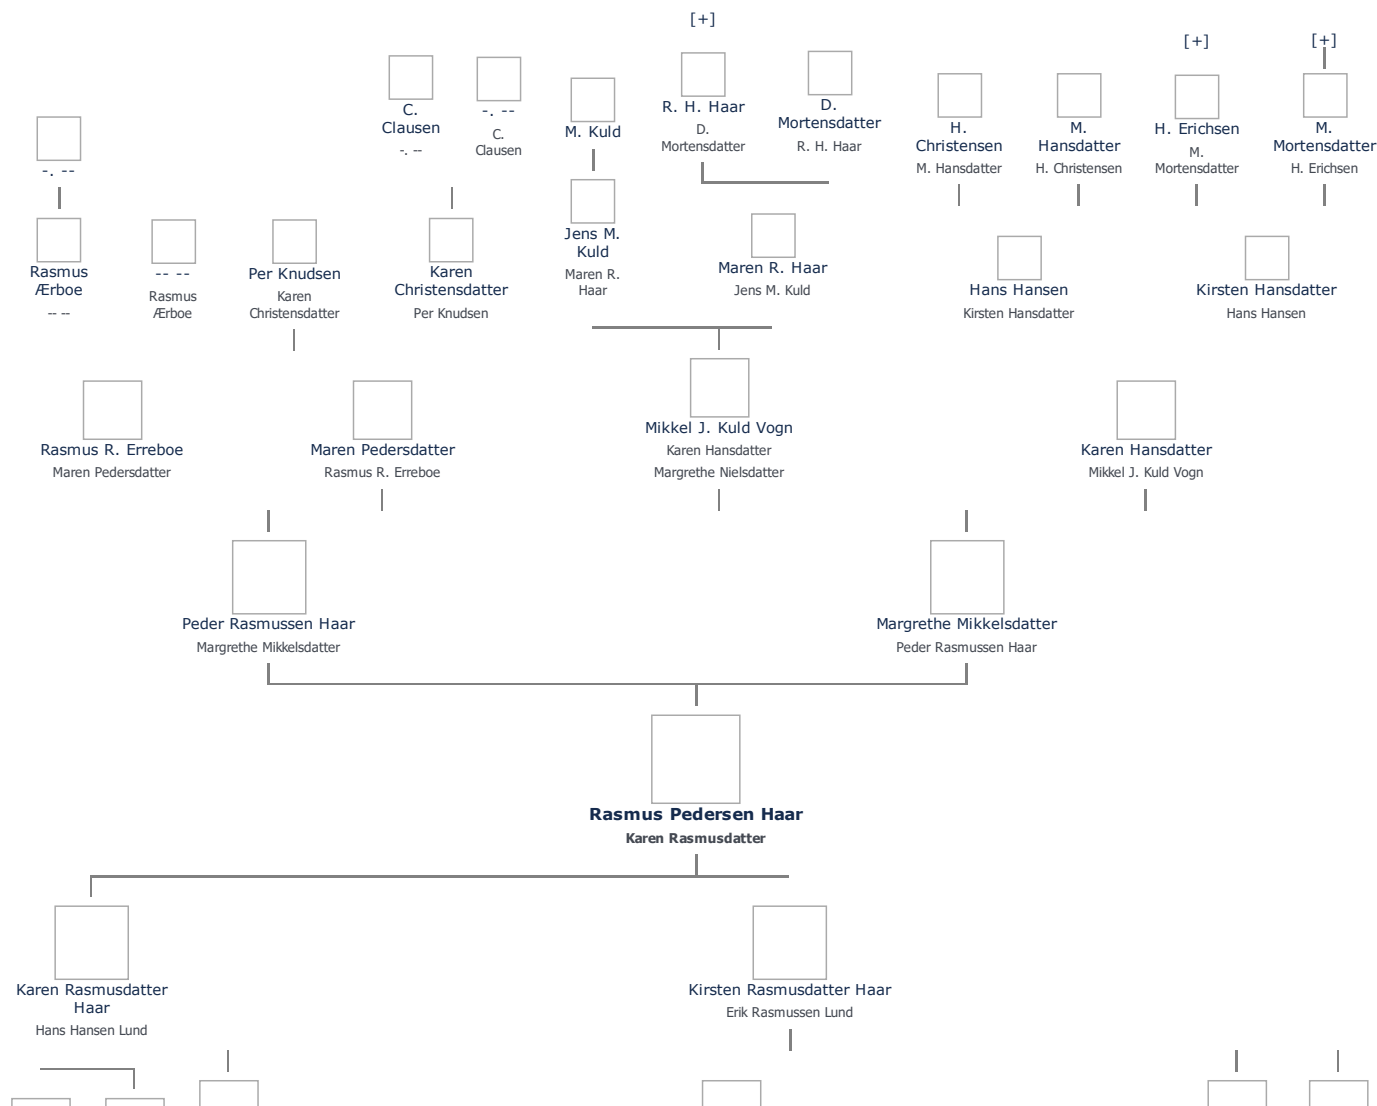 [+]
[+]
[+]
C.
Clausen
-. --
-. --
C.
Clausen
M. Kuld
R. H. Haar
D.
Mortensdatter
D.
Mortensdatter
R. H. Haar
H.
Christensen
M. Hansdatter
M.
Hansdatter
H. Christensen
H. Erichsen
M.
Mortensdatter
M.
Mortensdatter
H. Erichsen
-. --
Rasmus
Ærboe
-- --
-- --
Rasmus
Ærboe
Per Knudsen
Karen
Christensdatter
Karen
Christensdatter
Per Knudsen
Jens M.
Kuld
Maren R.
Haar
Maren R. Haar
Jens M. Kuld
Hans Hansen
Kirsten Hansdatter
Kirsten Hansdatter
Hans Hansen
Rasmus R. Erreboe
Maren Pedersdatter
Maren Pedersdatter
Rasmus R. Erreboe
Mikkel J. Kuld Vogn
Karen Hansdatter
Margrethe Nielsdatter
Karen Hansdatter
Mikkel J. Kuld Vogn
Peder Rasmussen Haar
Margrethe Mikkelsdatter
Margrethe Mikkelsdatter
Peder Rasmussen Haar
Rasmus Pedersen Haar
Karen Rasmusdatter
Karen Rasmusdatter
Haar
Hans Hansen Lund
Kirsten Rasmusdatter Haar
Erik Rasmussen Lund